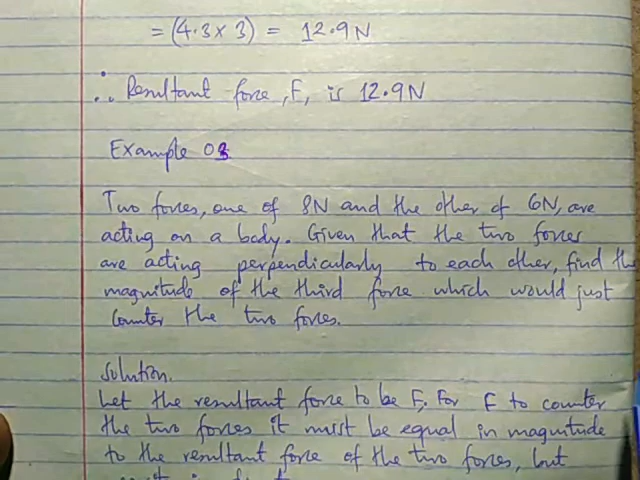 = (4.3 x 3) = 12.9N
∴ Resultant force, F, is 12.9N
Example 03
Two forces, one of 8N and the other of 6N, are
acting on a body. Given that the two forces
are acting perpendicularly to each other, find the
magnitude of the third force which would just
counter the two forces.
Solution.
Let the resultant force to be F. For F to counter
the two forces it must be equal in magnitude
to the resultant force of the two forces, but